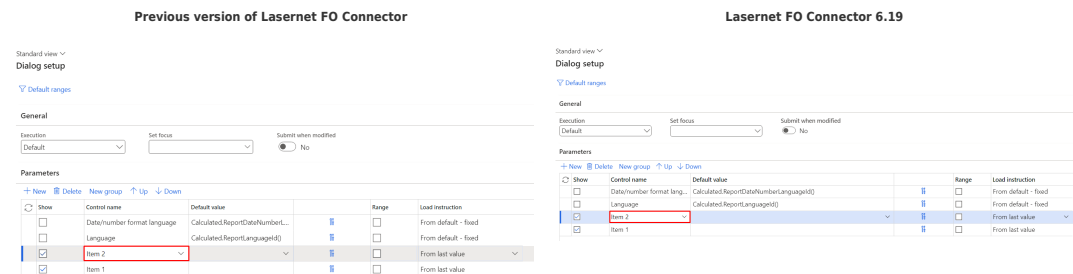 Previous version of Lasernet FO Connector
Standard view
Dialog setup
Default ranges
General
Execution Set focus Submit when modified
Default No
Parameters
+ New Delete New group ↑ Up ↓ Down
Show Control name Default value Range Load instruction
Date/number format language Calculated.ReportDateNumberL... From default - fixed
Language Calculated.ReportLanguageId() From default - fixed
Item 2 From last value
Item 1 From last value
Lasernet FO Connector 6.19
Standard view
Dialog setup
Default ranges
General
Execution Set focus Submit when modified
Default No
Parameters
+ New Delete New group ↑ Up ↓ Down
Show Control name Default value Range Load instruction
Date/number format lang... Calculated.ReportDateNumberLanguageId() From default - fixed
Language Calculated.ReportLanguageId() From default - fixed
Item 2 From last value
Item 1 From last value